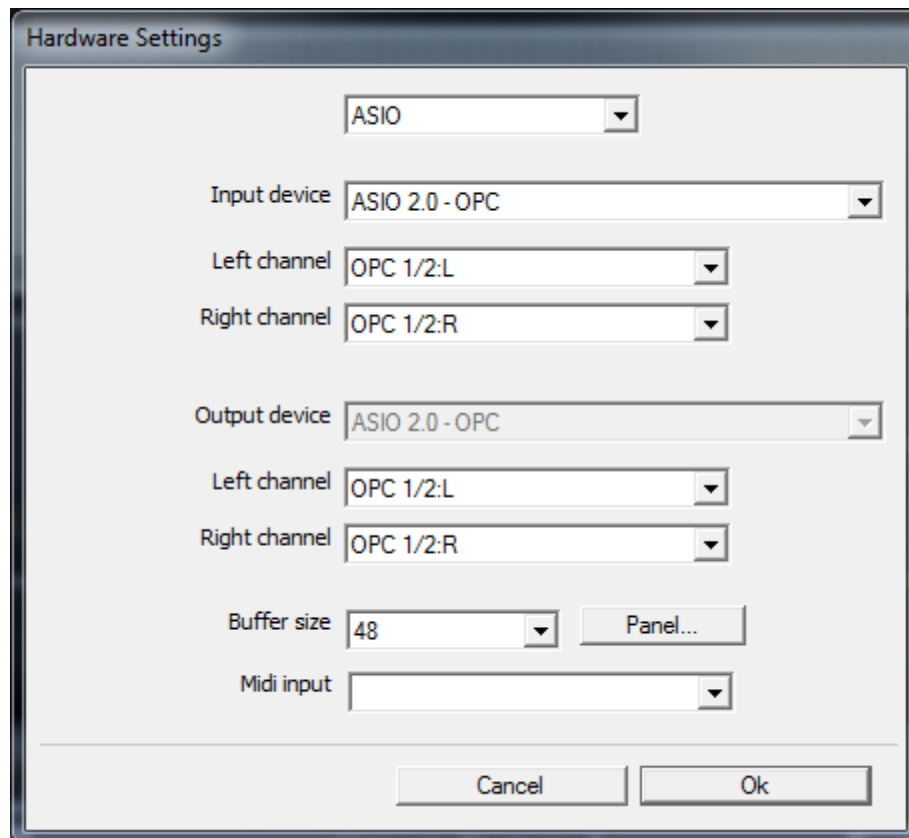 Hardware Settings
ASIO
Input device ASIO 2.0 - OPC
Left channel OPC 1/2:L
Right channel OPC 1/2:R
Output device ASIO 2.0 - OPC
Left channel OPC 1/2:L
Right channel OPC 1/2:R
Buffer size 48 Panel...
Midi input
Cancel Ok